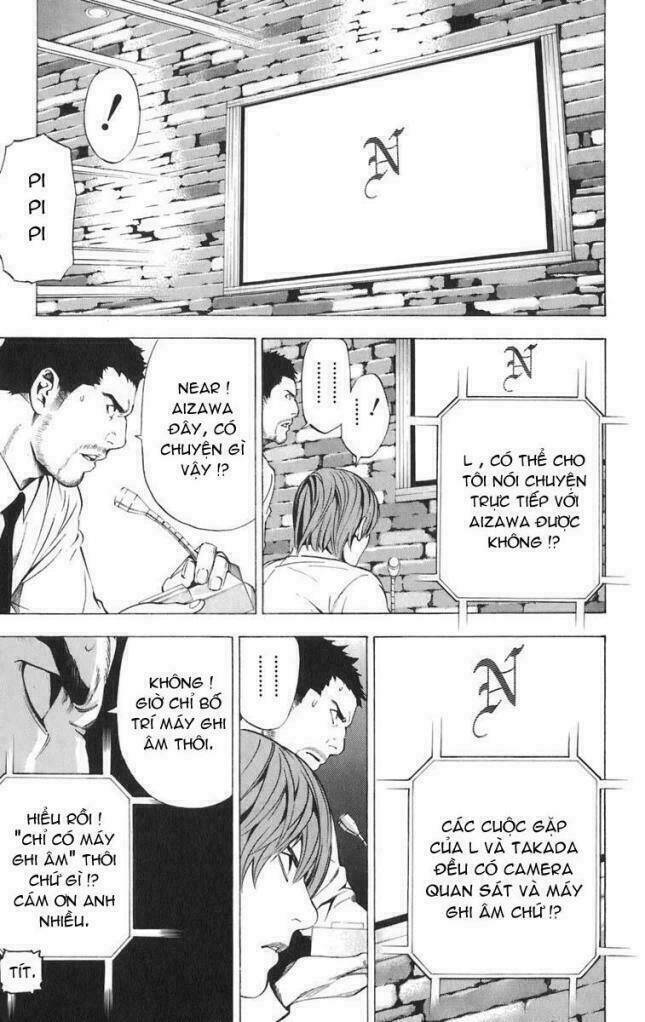 !
PI
PI
PI
N
N
L , CÓ THỂ CHO
TÔI NÓI CHUYỆN
TRỰC TIẾP VỚI
AIZAWA ĐƯỢC
KHÔNG !?
......!
......
NEAR !
AIZAWA
ĐÂY, CÓ
CHUYỆN GÌ
VẬY !?
N
CÁC CUỘC GẶP
CỦA L VÀ TAKADA
ĐỀU CÓ CAMERA
QUAN SÁT VÀ MÁY
GHI ÂM CHỨ !?
......
......
KHÔNG !
GIỜ CHỈ BỐ
TRÍ MÁY GHI
ÂM THÔI.
HIỂU RỒI !
"CHỈ CÓ MÁY
GHI ÂM" THÔI
CHỨ GÌ !?
CÁM ƠN ANH
NHIỀU.
TÍT.